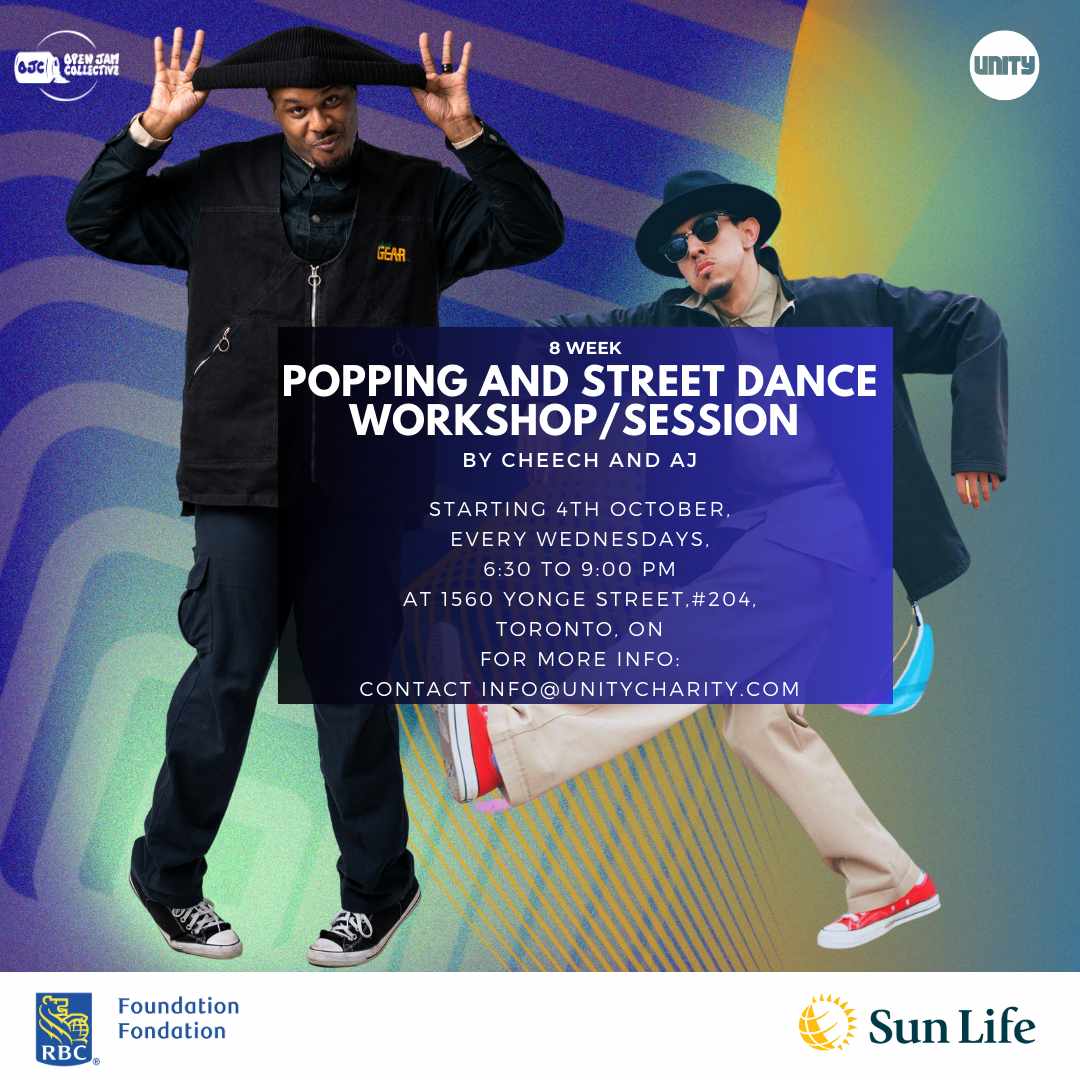 OJC OPEN JAM
COLLECTIVE
UNITY
GEAR
8 WEEK
POPPING AND STREET DANCE
WORKSHOP/SESSION
BY CHEECH AND AJ
STARTING 4TH OCTOBER,
EVERY WEDNESDAYS,
6:30 TO 9:00 PM
AT 1560 YONGE STREET,#204,
TORONTO, ON
FOR MORE INFO:
CONTACT INFO@UNITYCHARITY.COM
Foundation
Fondation
RBC®
Sun Life